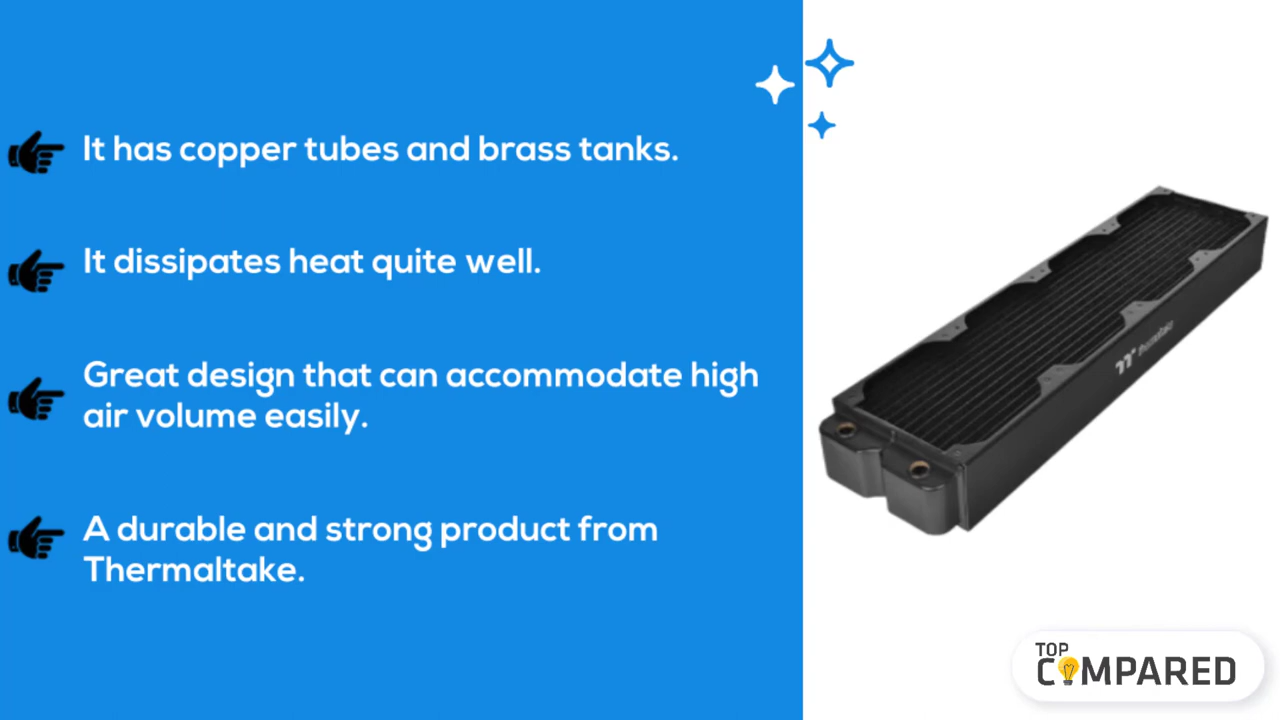 It has copper tubes and brass tanks.
It dissipates heat quite well.
Great design that can accommodate high
air volume easily.
A durable and strong product from
Thermaltake.
thermaltake
TOP
COMPARED